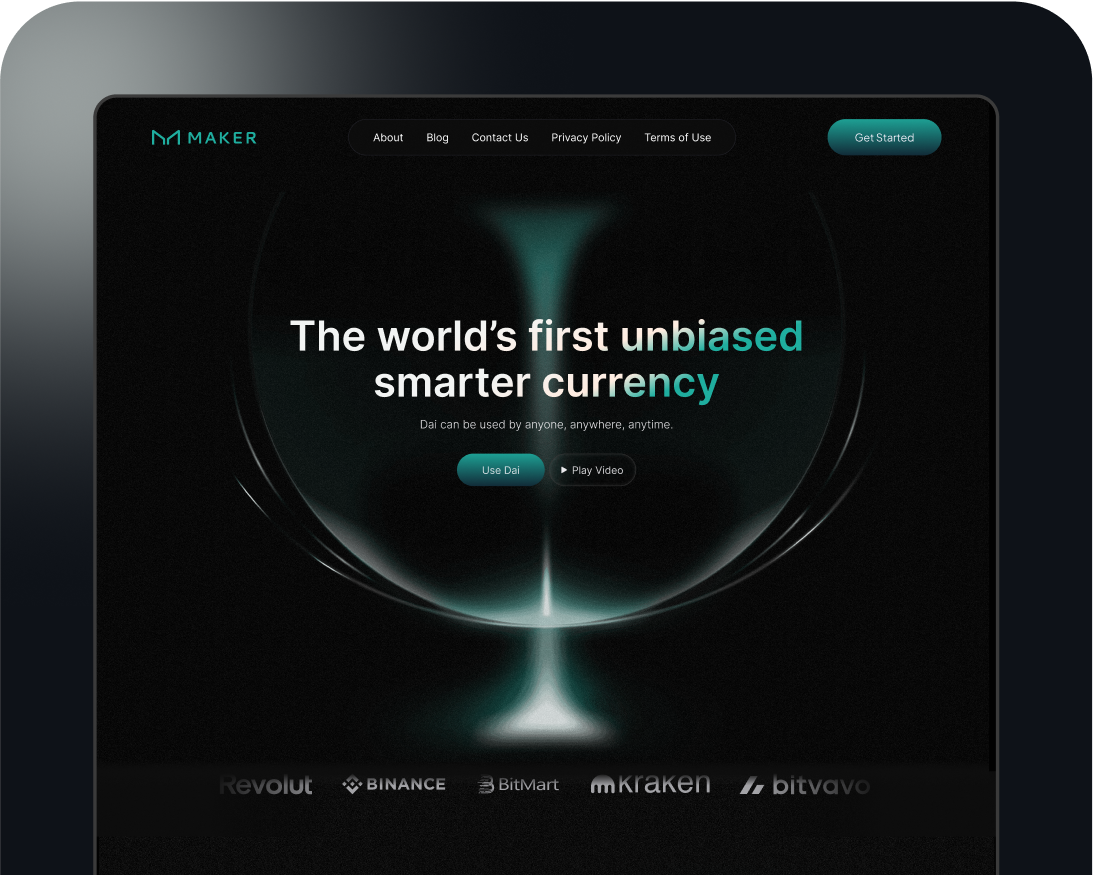 MAKER
About Blog Contact Us Privacy Policy Terms of Use
Get Started
The world’s first unbiased
smarter currency
Dai can be used by anyone, anywhere, anytime.
Use Dai
Play Video
Revolut BINANCE BitMart kraken bitvavo